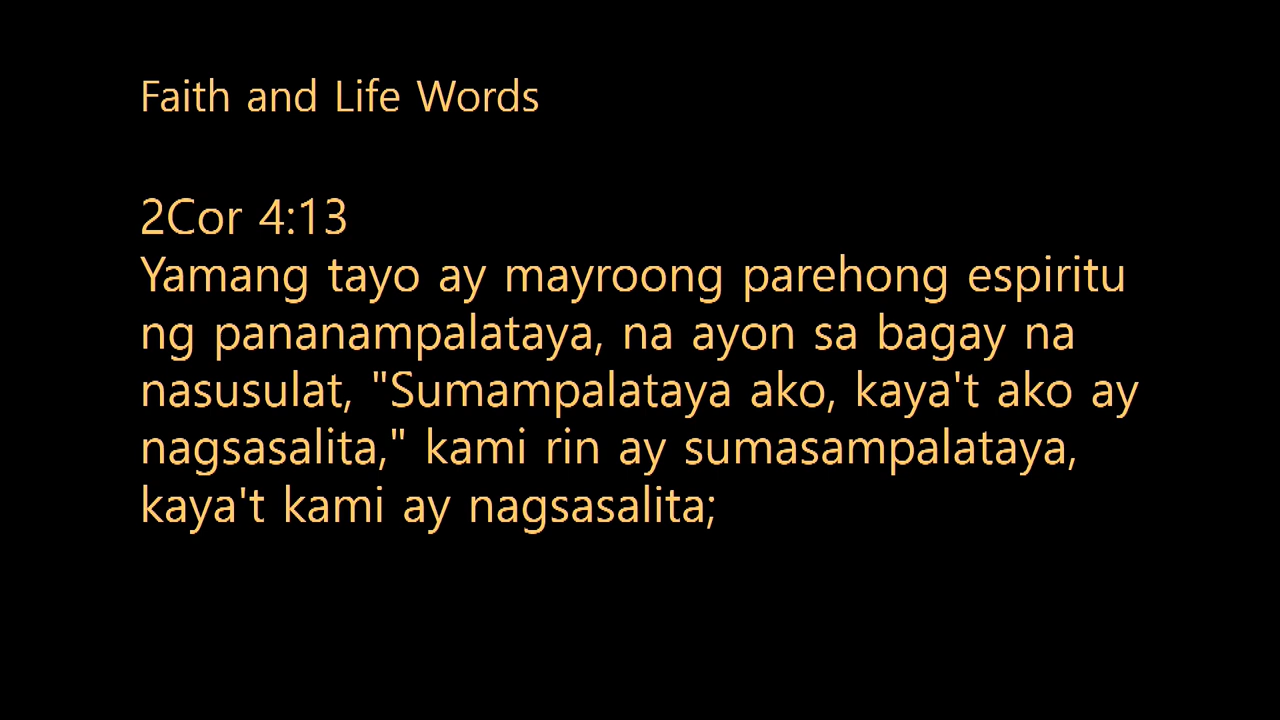 Faith and Life Words
2Cor 4:13
Yamang tayo ay mayroong parehong espiritu
ng pananampalataya, na ayon sa bagay na
nasusulat, "Sumampalataya ako, kaya't ako ay
nagsasalita," kami rin ay sumasampalataya,
kaya't kami ay nagsasalita;